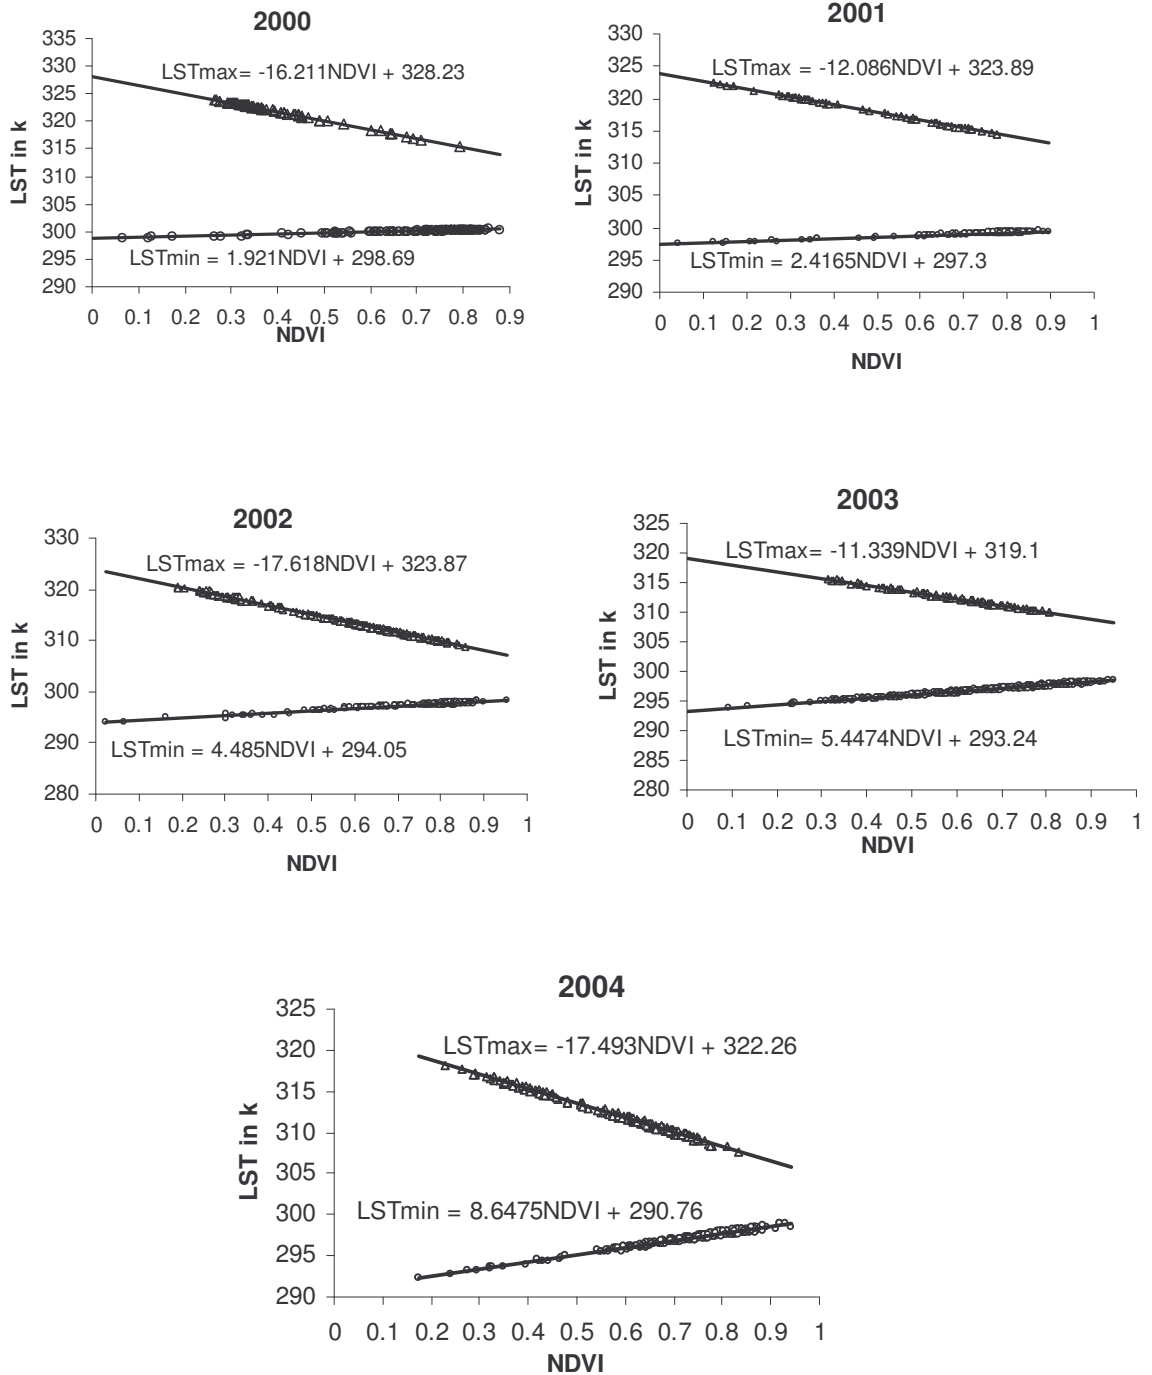 2000
335
330
325
320
315
310
305
300
295
290
LST in k
LSTmax= -16.211NDVI + 328.23
LSTmin = 1.921NDVI + 298.69
0 0.1 0.2 0.3 0.4 0.5 0.6 0.7 0.8 0.9
NDVI
2001
330
325
320
315
310
305
300
295
290
LST in k
LSTmax = -12.086NDVI + 323.89
LSTmin = 2.4165NDVI + 297.3
0 0.1 0.2 0.3 0.4 0.5 0.6 0.7 0.8 0.9 1
NDVI
2002
330
320
310
300
290
280
LST in k
LSTmax = -17.618NDVI + 323.87
LSTmin = 4.485NDVI + 294.05
0 0.1 0.2 0.3 0.4 0.5 0.6 0.7 0.8 0.9 1
NDVI
2003
325
320
315
310
305
300
295
290
285
280
LST in k
LSTmax= -11.339NDVI + 319.1
LSTmin= 5.4474NDVI + 293.24
0 0.1 0.2 0.3 0.4 0.5 0.6 0.7 0.8 0.9 1
NDVI
2004
325
320
315
310
305
300
295
290
LST in k
LSTmax= -17.493NDVI + 322.26
LSTmin = 8.6475NDVI + 290.76
0 0.1 0.2 0.3 0.4 0.5 0.6 0.7 0.8 0.9 1
NDVI